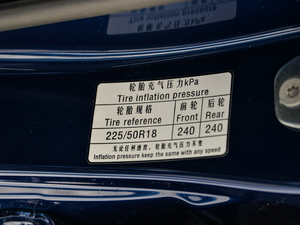 轮胎充气压力kPa
Tire inflation pressure
轮胎规格 前轮 后轮
Tire reference Front Rear
225/50R18 240 240
无论任何速度，轮胎气压力不变
Inflation pressure keep the same with any speed